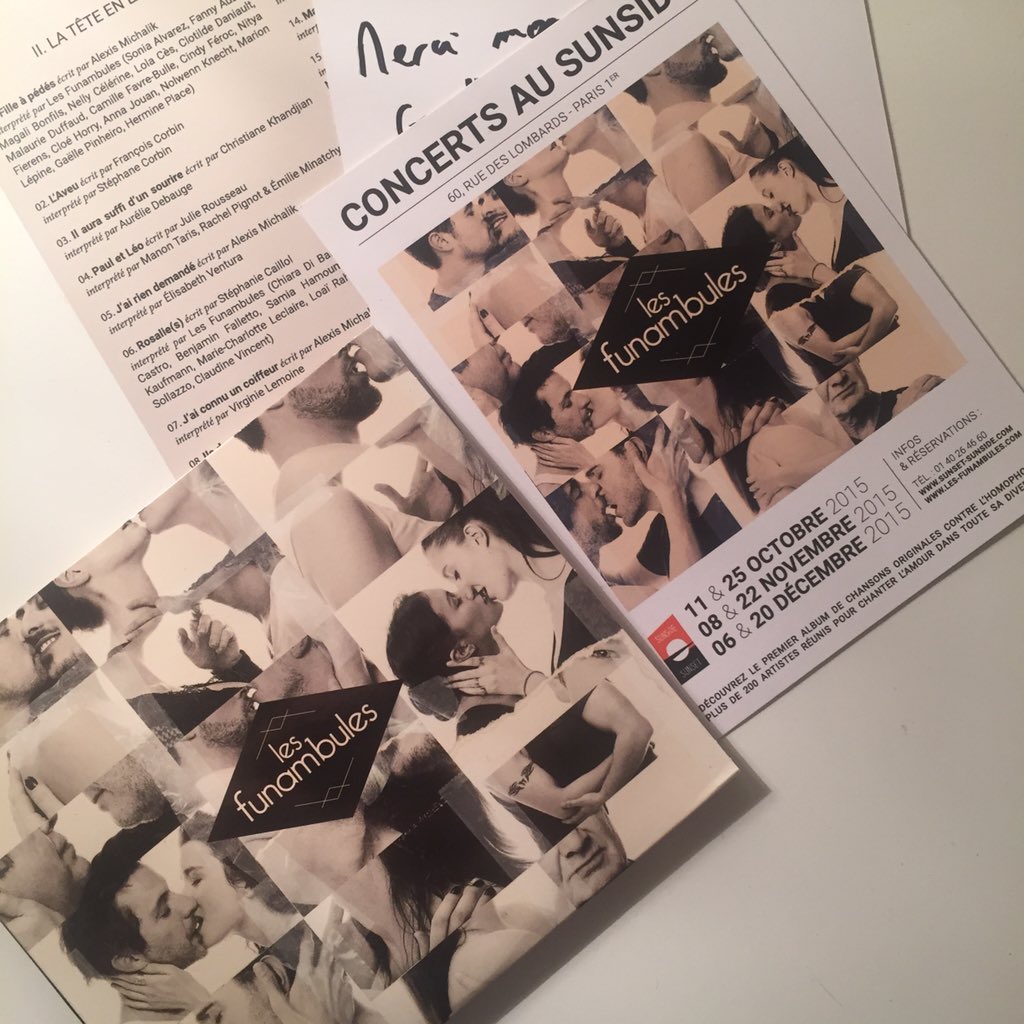 II. LA TÊTE EN
Fille à pédés écrit par Alexis Michalik
interprété par Les Funambules (Sonia Alvarez, Fanny
Magali Bonfils, Nelly Célérine, Lola Cès, Clotilde Daniault,
Malaurie Duffaud, Camille Favre-Bulle, Cindy Féroc, Nitya
Fierens, Cloé Horry, Anna Jouan, Nolwenn Knecht, Marion
Lépine, Gaëlle Pinheiro, Hermine Place)
02. L'Aveu écrit par François Corbin
interprété par Stéphane Corbin
03. Il aura suffi d'un sourire écrit par Christiane Khandjian
interprété par Aurélie Debauge
04. Paul et Léo écrit par Julie Rousseau
interprété par Manon Taris, Rachel Pignot & Émilie Minatchy
05. J'ai rien demandé écrit par Alexis Michalik
interprété par Élisabeth Ventura
06. Rosalie(s) écrit par Stéphanie Caillol
interprété par Les Funambules (Chiara Di Ba
Castro, Benjamin Falletto, Samia Hamoun
Kaufmann, Marie-Charlotte Leclaire, Loaï Ra
Sollazzo, Claudine Vincent)
07. J'ai connu un coiffeur écrit par Alexis Micha
interprété par Virginie Lemoine
08.
14.
interp
15
int
Merci
CONCERTS AU SUNSID
60, RUE DES LOMBARDS - PARIS 1ER
les
funambules
11 & 25 OCTOBRE 2015
08 & 22 NOVEMBRE 2015
06 & 20 DÉCEMBRE 2015
INFOS
& RÉSERVATIONS :
TÉL : 01 40 26 46 60
WWW.SUNSET-SUNSIDE.COM
WWW.LES-FUNAMBULES.COM
SUNSIDE
SUNSET
DÉCOUVREZ LE PREMIER ALBUM DE CHANSONS ORIGINALES CONTRE L'HOMOPHO
PLUS DE 200 ARTISTES RÉUNIS POUR CHANTER L'AMOUR DANS TOUTE SA DIVE
les
funambules